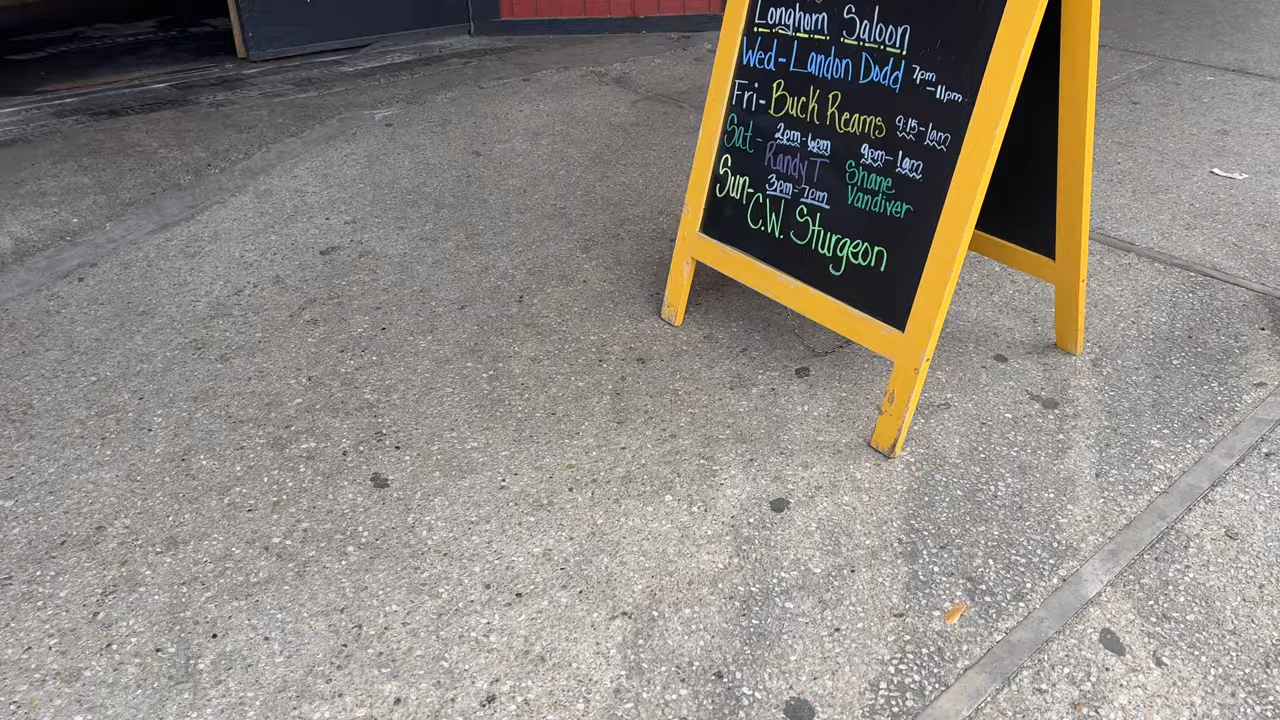 Longhorn Saloon
Wed- Landon Dodd 7pm
-11pm
Fri- Buck Reams 9:15-1am
Sat- 2pm-6pm 9pm-1am
Randy T Shane
Vandiver
Sun- 3pm-7pm
C.W. Sturgeon